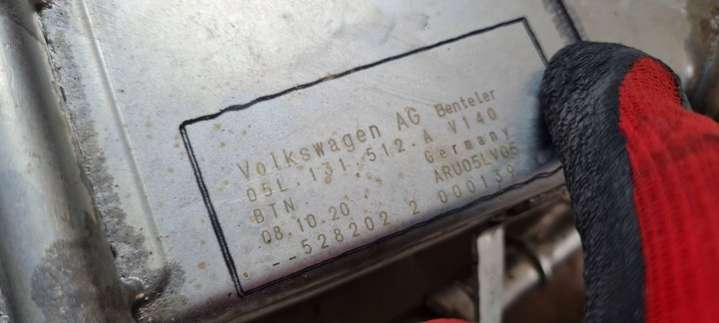 Volkswagen AG Benteler
05L.131.512.A V140
BTN Germany
08.10.20 ARU05LV05
--528202 2 000139